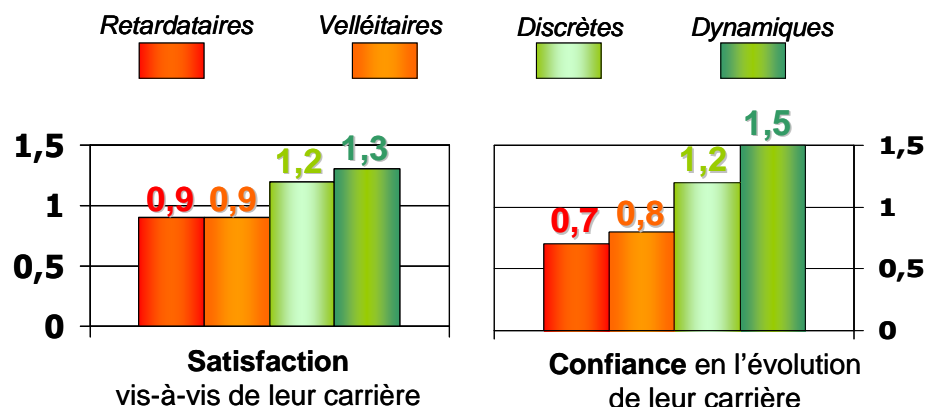 Retardataires Velléitaires Discrètes Dynamiques
1,5 1,3 1,5 1,5
1,2 1,2
1 0,9 0,9 0,7 0,8 1
0,5 0,5
0 0
Satisfaction
vis-à-vis de leur carrière
Confiance en l'évolution
de leur carrière